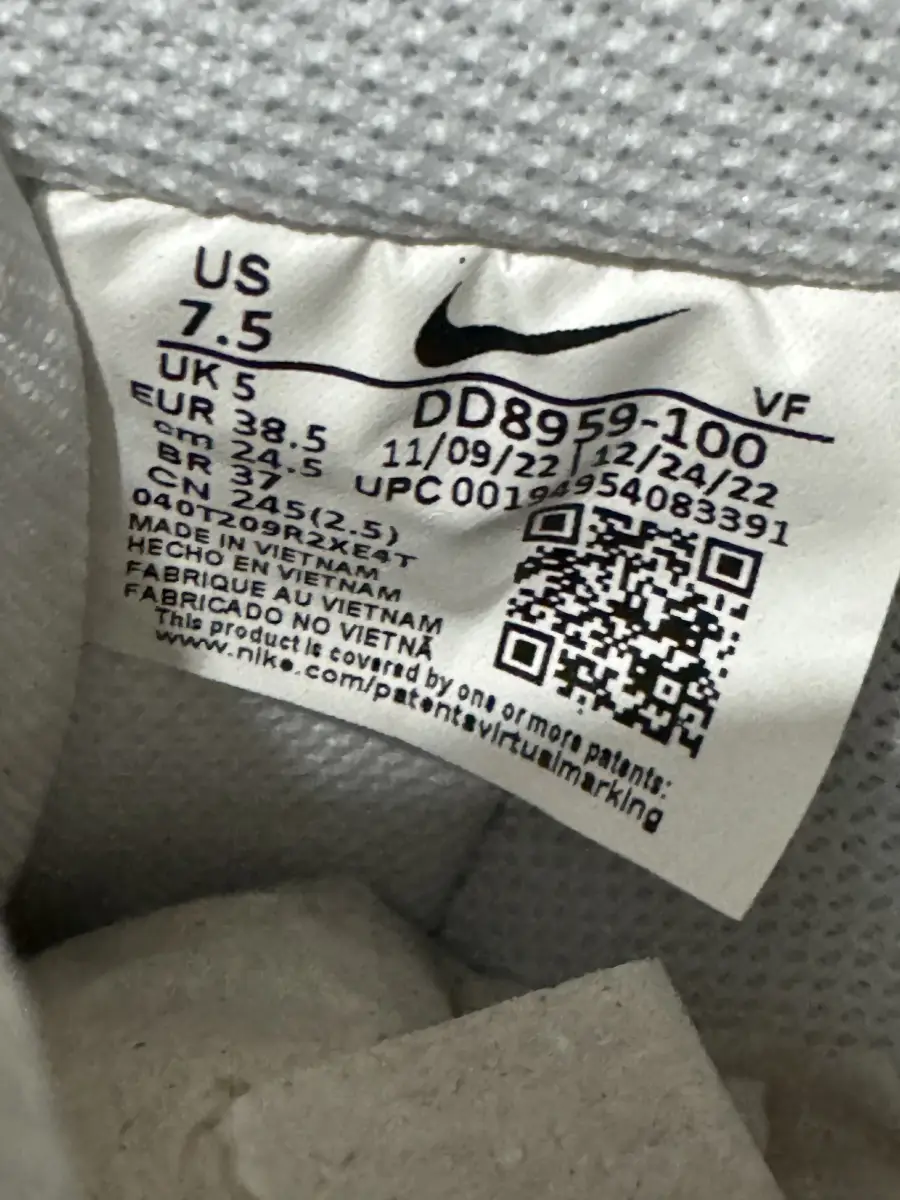 US
7.5
VF
UK 5
EUR 38.5
cm 24.5
BR 37
CN 245(2.5)
DD8959-100
11/09/22 12/24/22
UPC 00194954083391
040T209R2XE4T
MADE IN VIETNAM
HECHO EN VIETNAM
FABRIQUE AU VIETNAM
FABRICADO NO VIETNÃ
This product is covered by one or more patents:
www.nike.com/patentsvirtualmarking